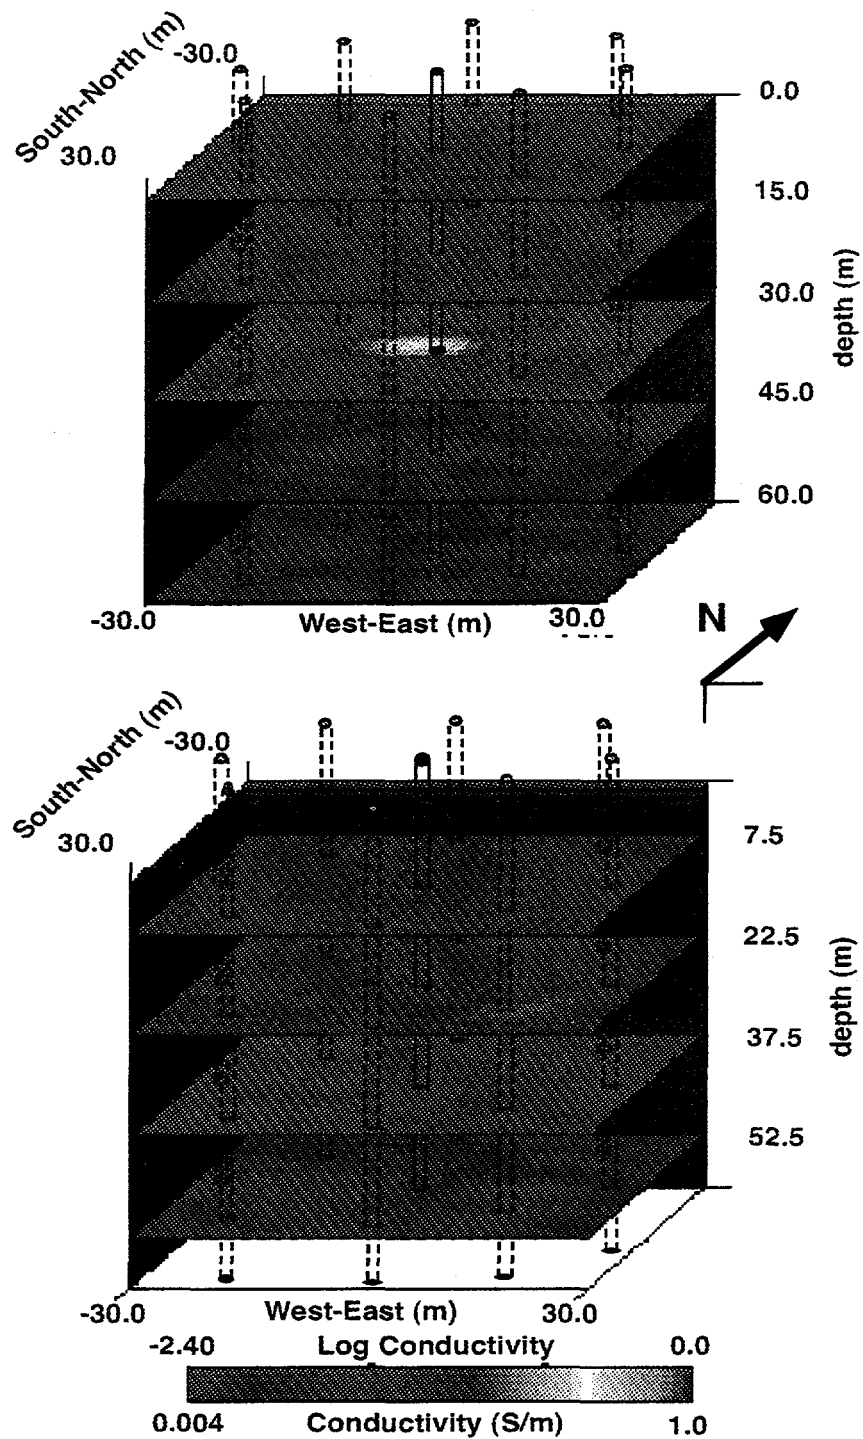 South-North (m)
-30.0
30.0
0.0
15.0
30.0
45.0
60.0
depth (m)
-30.0
West-East (m)
30.0
N
South-North (m)
-30.0
30.0
7.5
22.5
37.5
52.5
depth (m)
-30.0
West-East (m)
30.0
-2.40
Log Conductivity
0.0
0.004
Conductivity (S/m)
1.0